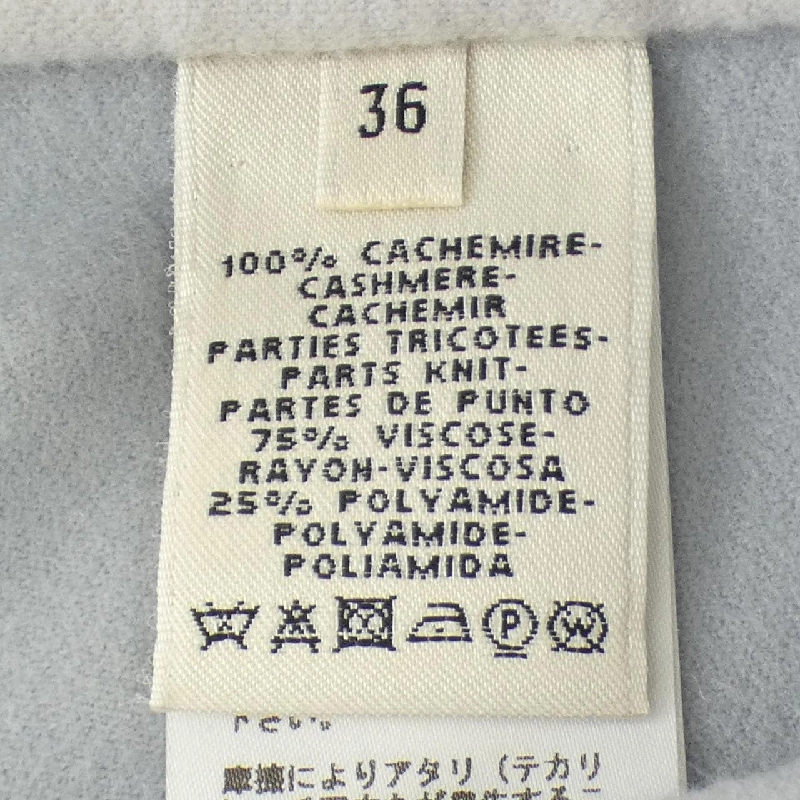 36
100% CACHEMIRE-
CASHMERE-
CACHEMIR
PARTIES TRICOTEES-
PARTS KNIT-
PARTES DE PUNTO
75% VISCOSE-
RAYON-VISCOSA
25% POLYAMIDE-
POLYAMIDE-
POLIAMIDA
P W
摩擦によりアタリ（テカリ